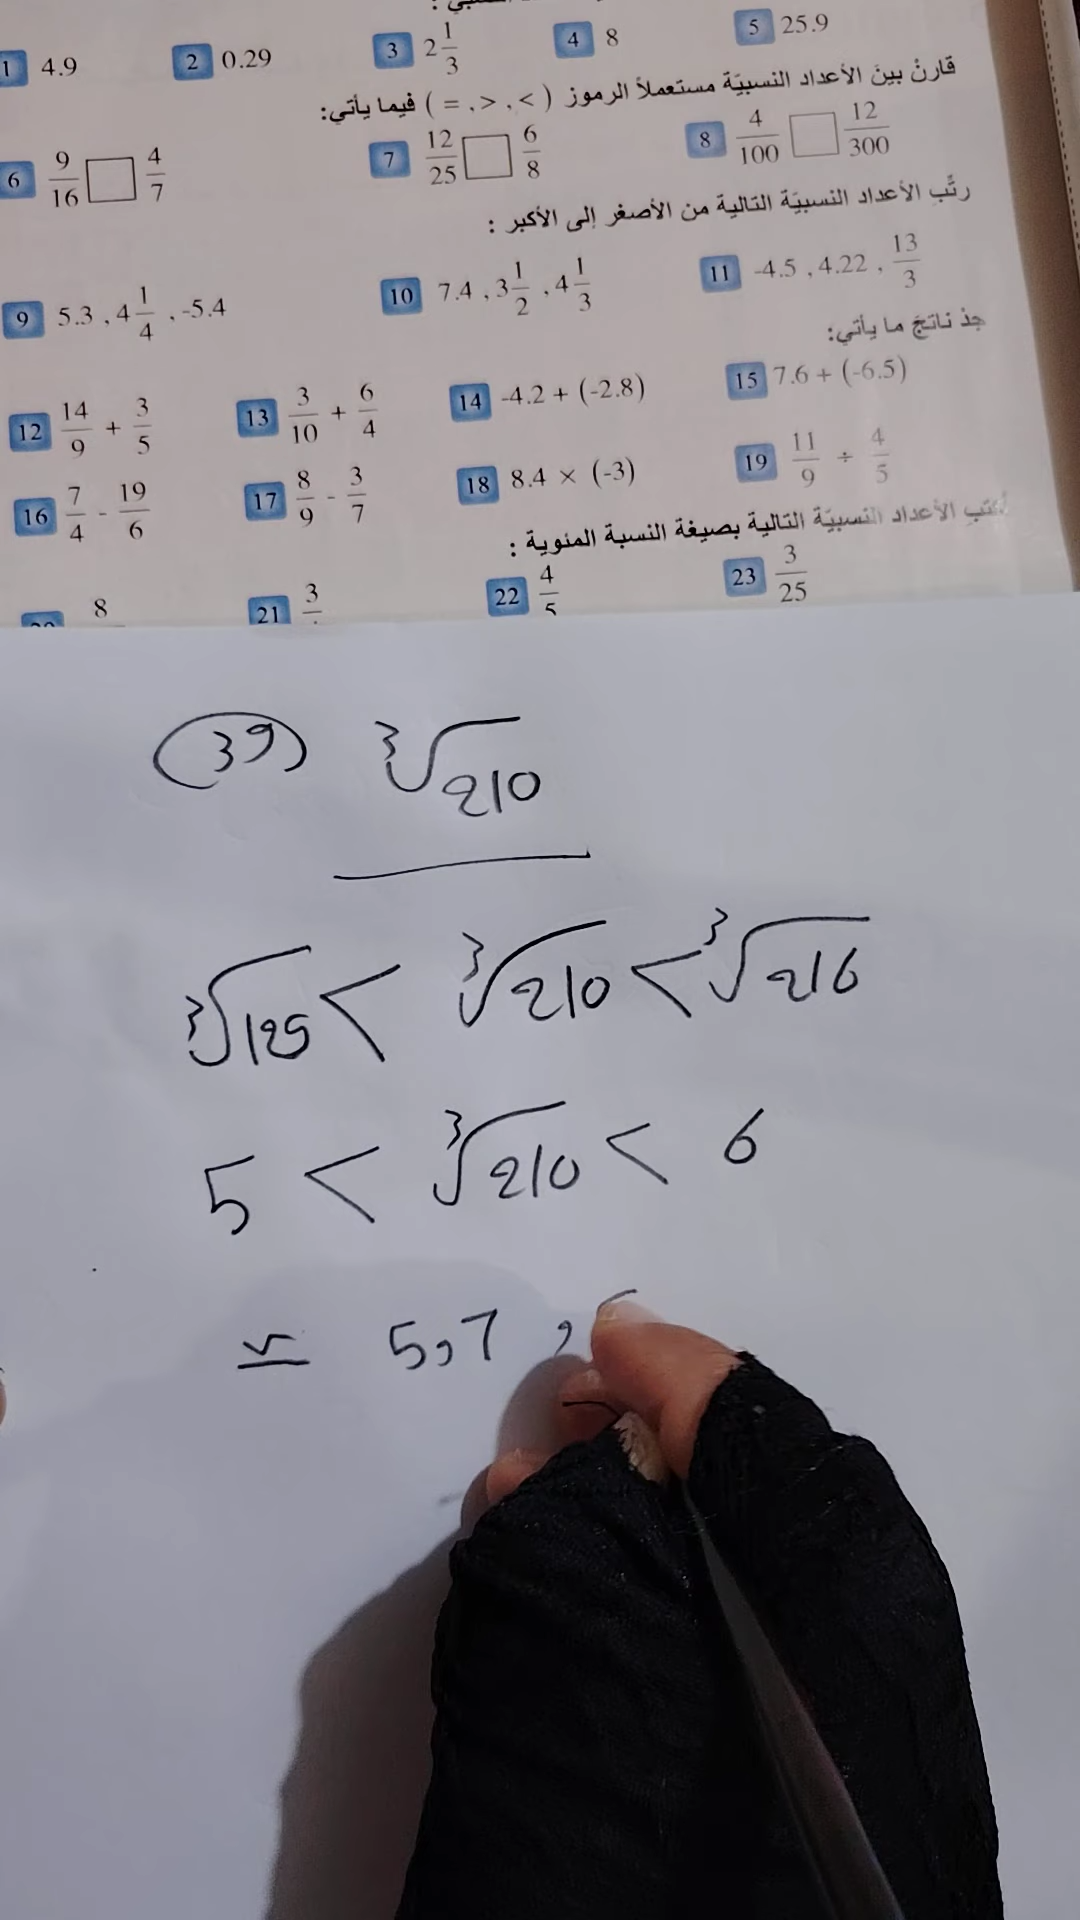 1 4.9 2 0.29 3 2 1/3 4 8 5 25.9
قارنْ بينَ الأعداد النسبيّة مستعملاً الرموز ( < ، > ، = ) فيما يأتي:
6 9/16 □ 4/7 7 12/25 □ 6/8 8 4/100 □ 12/300
رتّبِ الأعداد النسبيّة التالية من الأصغر إلى الأكبر :
9 5.3 , 4 1/4 , -5.4 10 7.4 , 3 1/2 , 4 1/3 11 -4.5 , 4.22 , 13/3
جدْ ناتجَ ما يأتي:
12 14/9 + 3/5 13 3/10 + 6/4 14 -4.2 + (-2.8) 15 7.6 + (-6.5)
16 7/4 - 19/6 17 8/9 - 3/7 18 8.4 × (-3) 19 11/9 ÷ 4/5
أكتبِ الأعداد النسبيّة التالية بصيغة النسبة المئوية :
8 21 3 22 4/5 23 3/25
(39) ∛210
∛125 < ∛210 < ∛216
5 < ∛210 < 6
≃ 5,7 ,